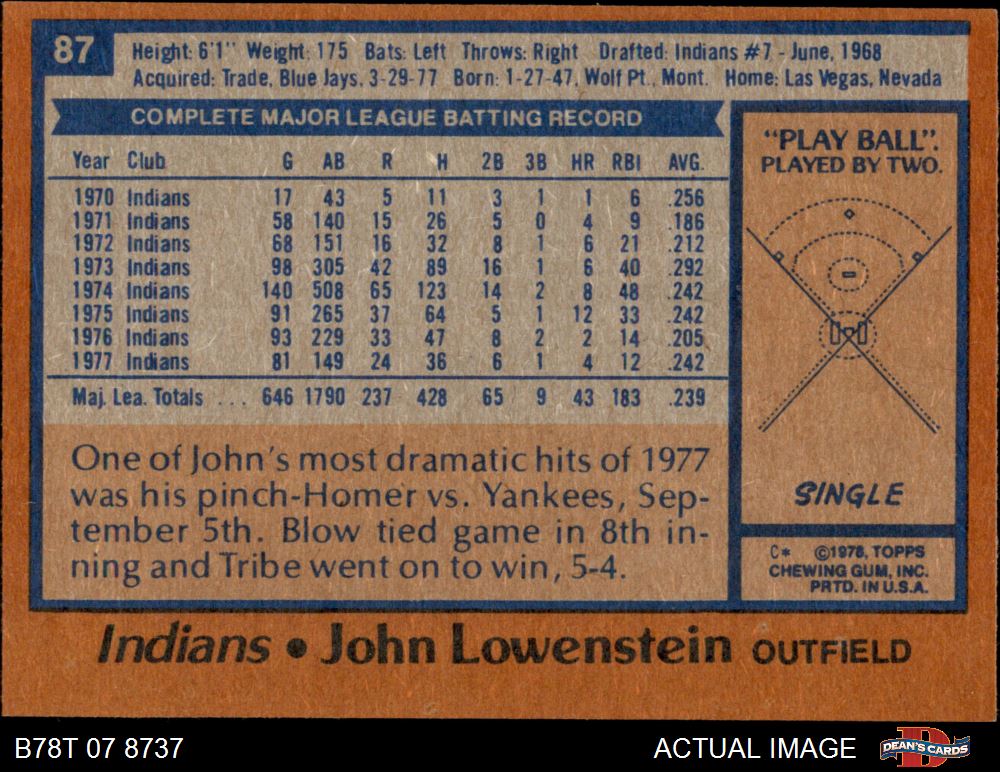 87
Height: 6'1" Weight: 175 Bats: Left Throws: Right Drafted: Indians #7 - June, 1968
Acquired: Trade, Blue Jays, 3-29-77 Born: 1-27-47, Wolf Pt., Mont. Home: Las Vegas, Nevada
COMPLETE MAJOR LEAGUE BATTING RECORD
Year Club G AB R H 2B 3B HR RBI AVG.
1970 Indians 17 43 5 11 3 1 1 6 .256
1971 Indians 58 140 15 26 5 0 4 9 .186
1972 Indians 68 151 16 32 8 1 6 21 .212
1973 Indians 98 305 42 89 16 1 6 40 .292
1974 Indians 140 508 65 123 14 2 8 48 .242
1975 Indians 91 265 37 64 5 1 12 33 .242
1976 Indians 93 229 33 47 8 2 2 14 .205
1977 Indians 81 149 24 36 6 1 4 12 .242
Maj. Lea. Totals ... 646 1790 237 428 65 9 43 183 .239
One of John's most dramatic hits of 1977
was his pinch-Homer vs. Yankees, Sep-
tember 5th. Blow tied game in 8th in-
ning and Tribe went on to win, 5-4.
"PLAY BALL".
PLAYED BY TWO.
SINGLE
C* ©1978, TOPPS
CHEWING GUM, INC.
PRTD. IN U.S.A.
Indians • John Lowenstein OUTFIELD
B78T 07 8737
ACTUAL IMAGE
D
DEAN'S CARDS